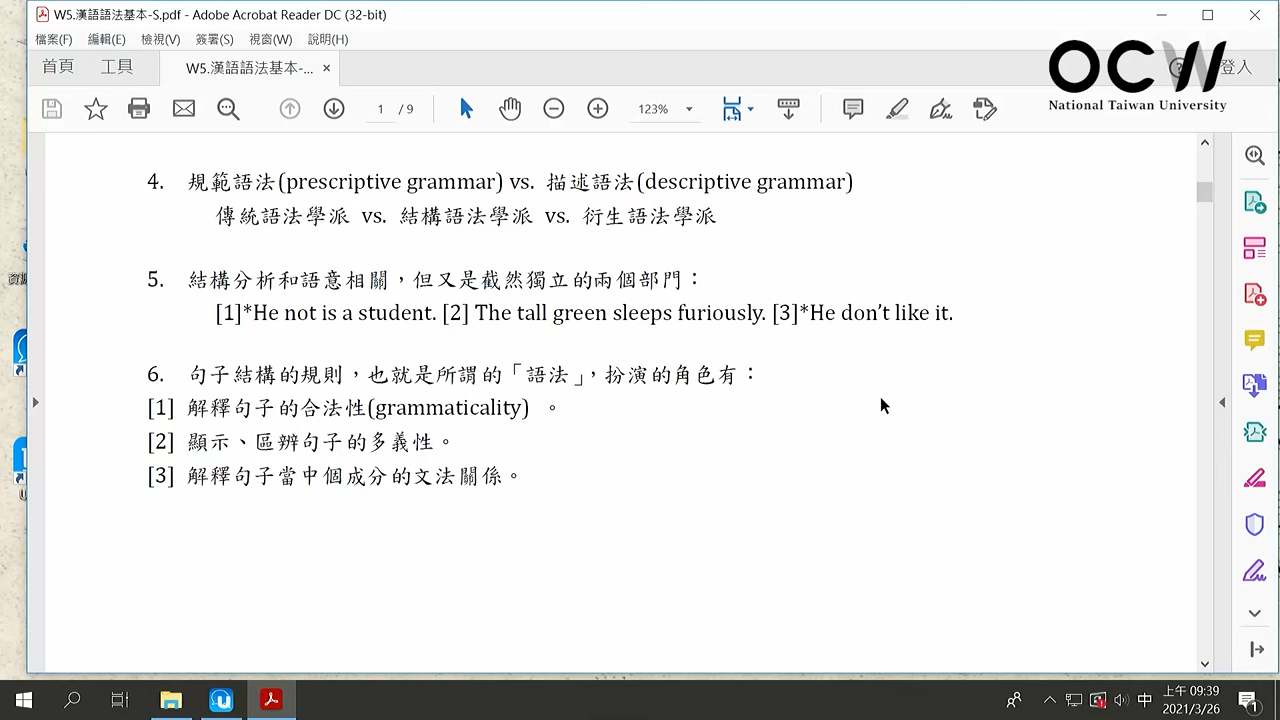 W5.漢語語法基本-S.pdf - Adobe Acrobat Reader DC (32-bit)
檔案(F) 編輯(E) 檢視(V) 簽署(S) 視窗(W) 說明(H)
首頁 工具 W5.漢語語法基本-... × 登入
OCW
National Taiwan University
1 / 9 123%
4. 規範語法(prescriptive grammar) vs. 描述語法(descriptive grammar)
傳統語法學派 vs. 結構語法學派 vs. 衍生語法學派
5. 結構分析和語意相關，但又是截然獨立的兩個部門：
[1]*He not is a student. [2] The tall green sleeps furiously. [3]*He don’t like it.
6. 句子結構的規則，也就是所謂的「語法」，扮演的角色有：
[1] 解釋句子的合法性(grammaticality) 。
[2] 顯示、區辨句子的多義性。
[3] 解釋句子當中個成分的文法關係。
中 上午 09:39
2021/3/26